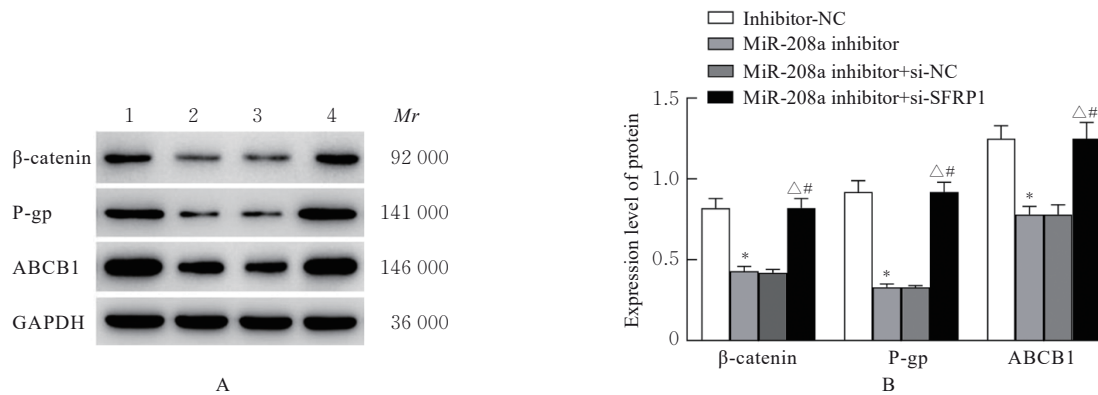 1 2 3 4 Mr
β-catenin 92 000
P-gp 141 000
ABCB1 146 000
GAPDH 36 000
A
Inhibitor-NC
MiR-208a inhibitor
MiR-208a inhibitor+si-NC
MiR-208a inhibitor+si-SFRP1
Expression level of protein
1.5
1.0
0.5
0
*
△#
*
△#
*
△#
β-catenin P-gp ABCB1
B